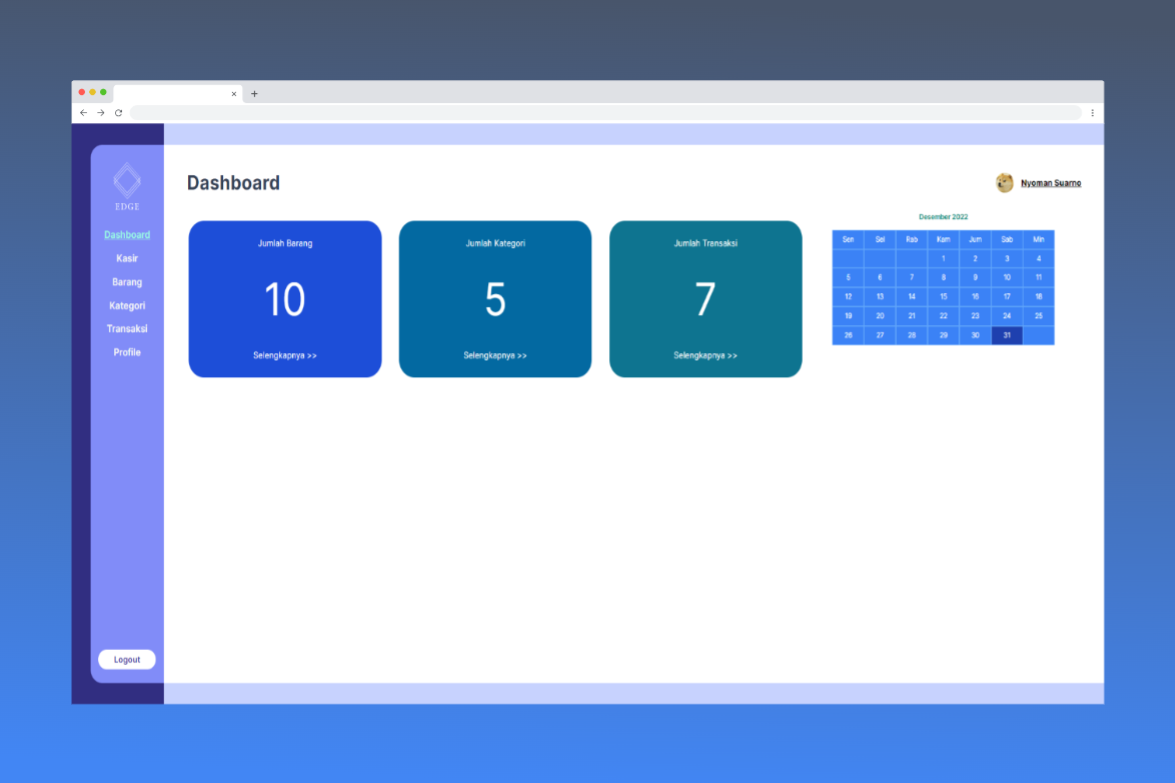 EDGE
Dashboard
Kasir
Barang
Kategori
Transaksi
Profile
Logout
Dashboard
Nyoman Suarno
Jumlah Barang
10
Selengkapnya >>
Jumlah Kategori
5
Selengkapnya >>
Jumlah Transaksi
7
Selengkapnya >>
Desember 2022
Sen Sel Rab Kam Jum Sab Min
1 2 3 4
5 6 7 8 9 10 11
12 13 14 15 16 17 18
19 20 21 22 23 24 25
26 27 28 29 30 31